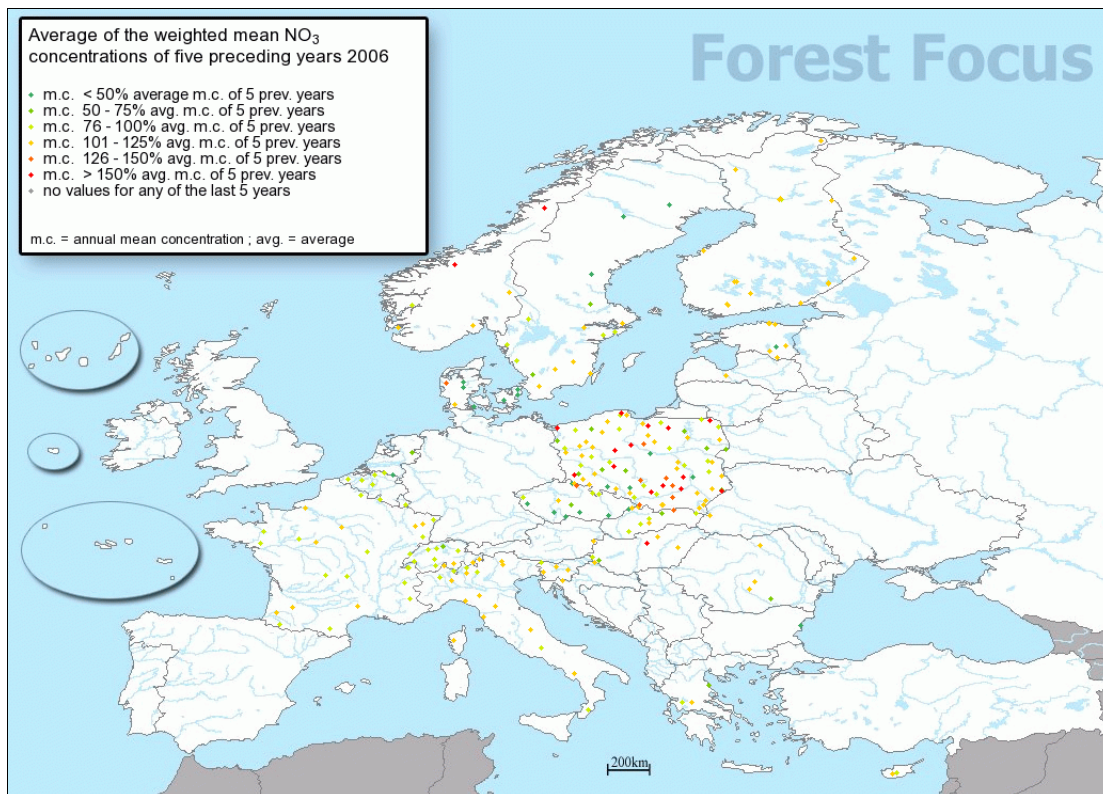 Average of the weighted mean NO3
concentrations of five preceding years 2006
m.c. < 50% average m.c. of 5 prev. years
m.c. 50 - 75% avg. m.c. of 5 prev. years
m.c. 76 - 100% avg. m.c. of 5 prev. years
m.c. 101 - 125% avg. m.c. of 5 prev. years
m.c. 126 - 150% avg. m.c. of 5 prev. years
m.c. > 150% avg. m.c. of 5 prev. years
no values for any of the last 5 years
m.c. = annual mean concentration ; avg. = average
Forest Focus
200km